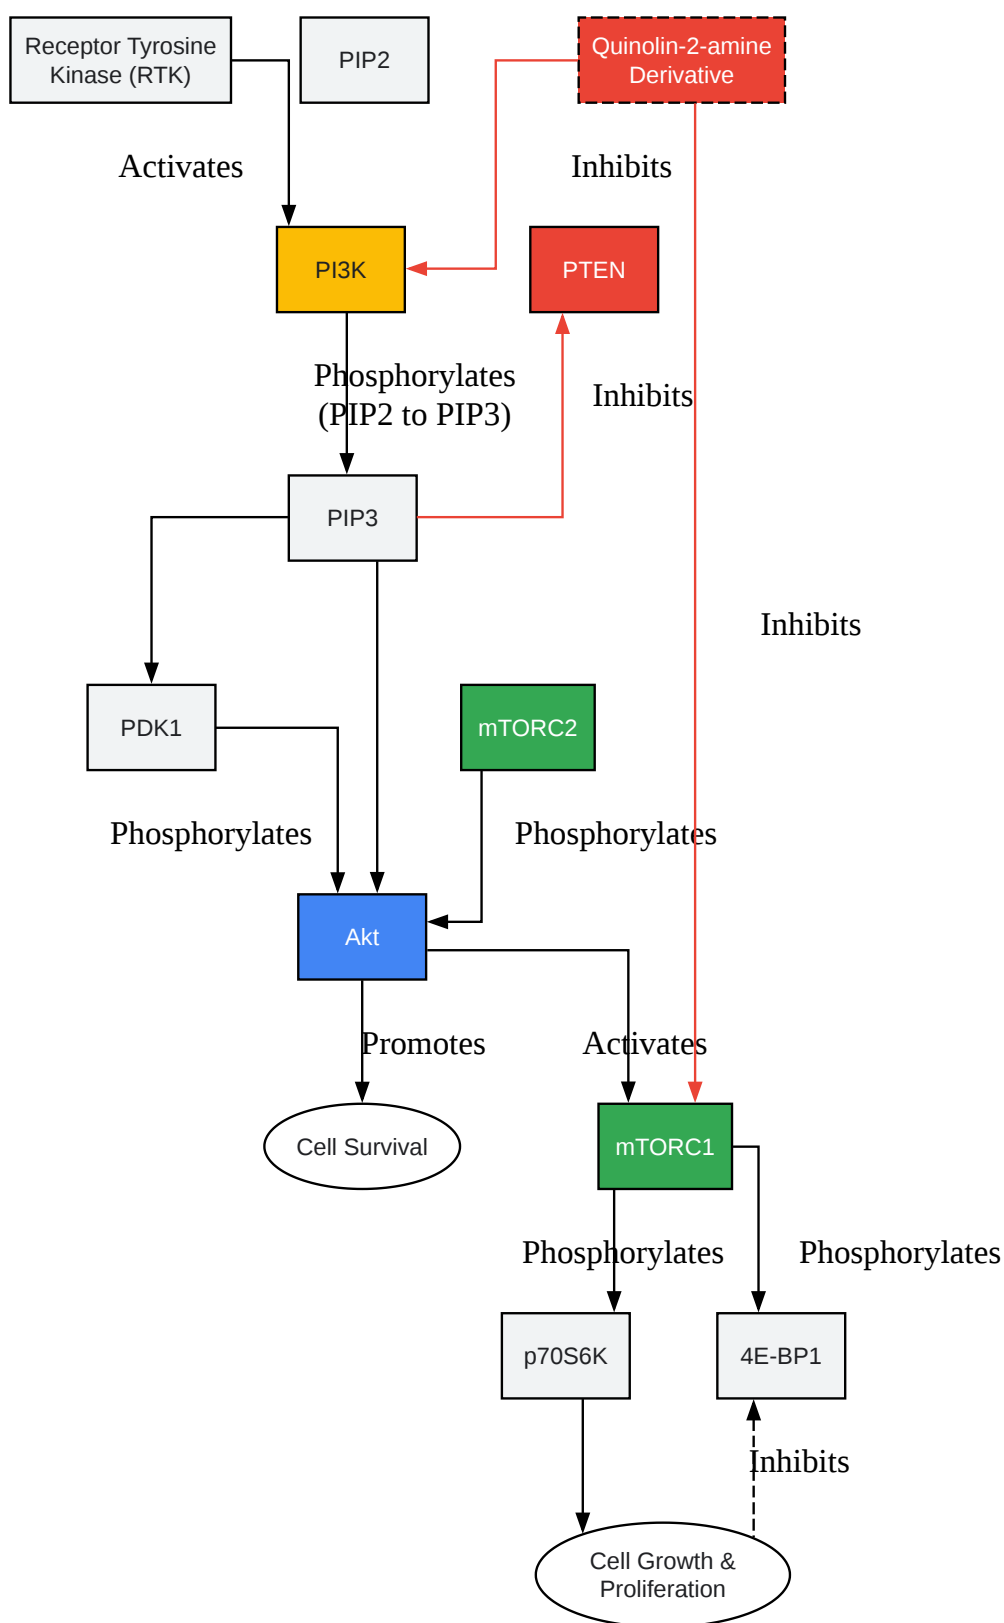 Receptor Tyrosine
Kinase (RTK)
PIP2
Quinolin-2-amine
Derivative
Activates
Inhibits
PI3K
PTEN
Phosphorylates
(PIP2 to PIP3)
Inhibits
PIP3
Inhibits
PDK1
mTORC2
Phosphorylates
Phosphorylates
Akt
Promotes
Activates
Cell Survival
mTORC1
Phosphorylates
Phosphorylates
p70S6K
4E-BP1
Inhibits
Cell Growth &
Proliferation